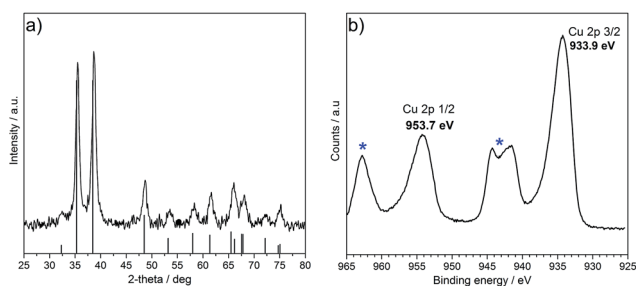 a)
Intensity / a.u.
25 30 35 40 45 50 55 60 65 70 75 80
2-theta / deg
b)
Cu 2p 3/2
933.9 eV
Cu 2p 1/2
953.7 eV
*
*
Counts / a.u
965 960 955 950 945 940 935 930 925
Binding energy / eV